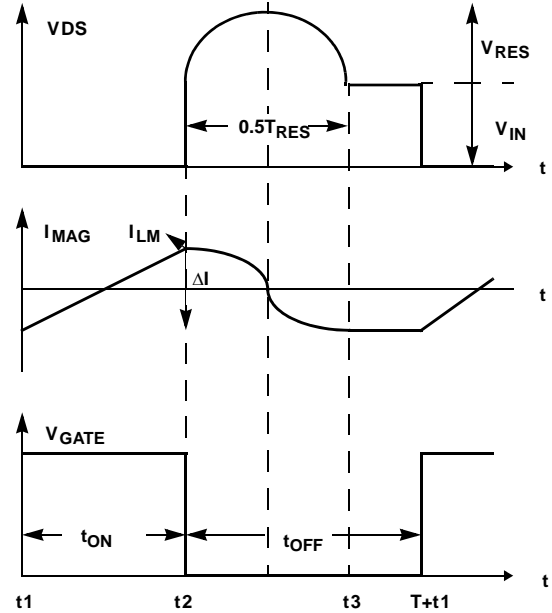 VDS
VRES
0.5TRES
VIN
t
IMAG
ILM
ΔI
t
VGATE
tON
tOFF
t
t1
t2
t3
T+t1